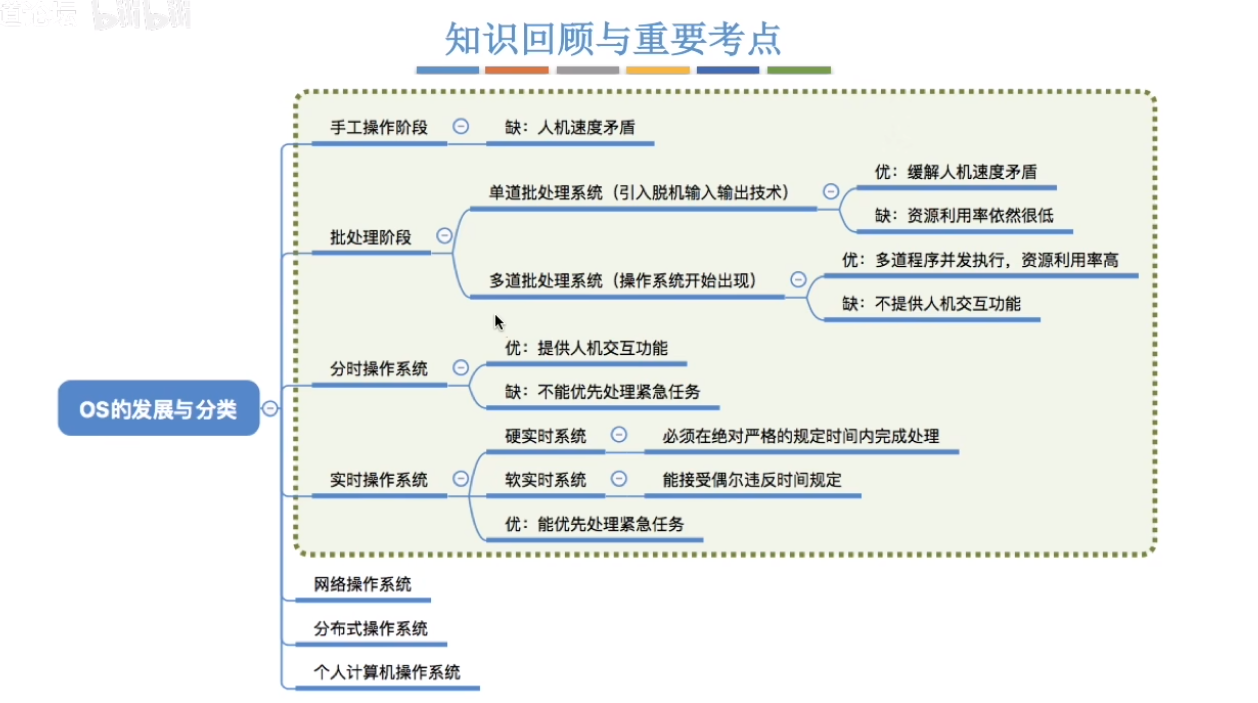 bilibili
知识回顾与重要考点
手工操作阶段
缺：人机速度矛盾
批处理阶段
单道批处理系统（引入脱机输入输出技术）
优：缓解人机速度矛盾
缺：资源利用率依然很低
多道批处理系统（操作系统开始出现）
优：多道程序并发执行，资源利用率高
缺：不提供人机交互功能
分时操作系统
优：提供人机交互功能
缺：不能优先处理紧急任务
OS的发展与分类
实时操作系统
硬实时系统
必须在绝对严格的规定时间内完成处理
软实时系统
能接受偶尔违反时间规定
优：能优先处理紧急任务
网络操作系统
分布式操作系统
个人计算机操作系统